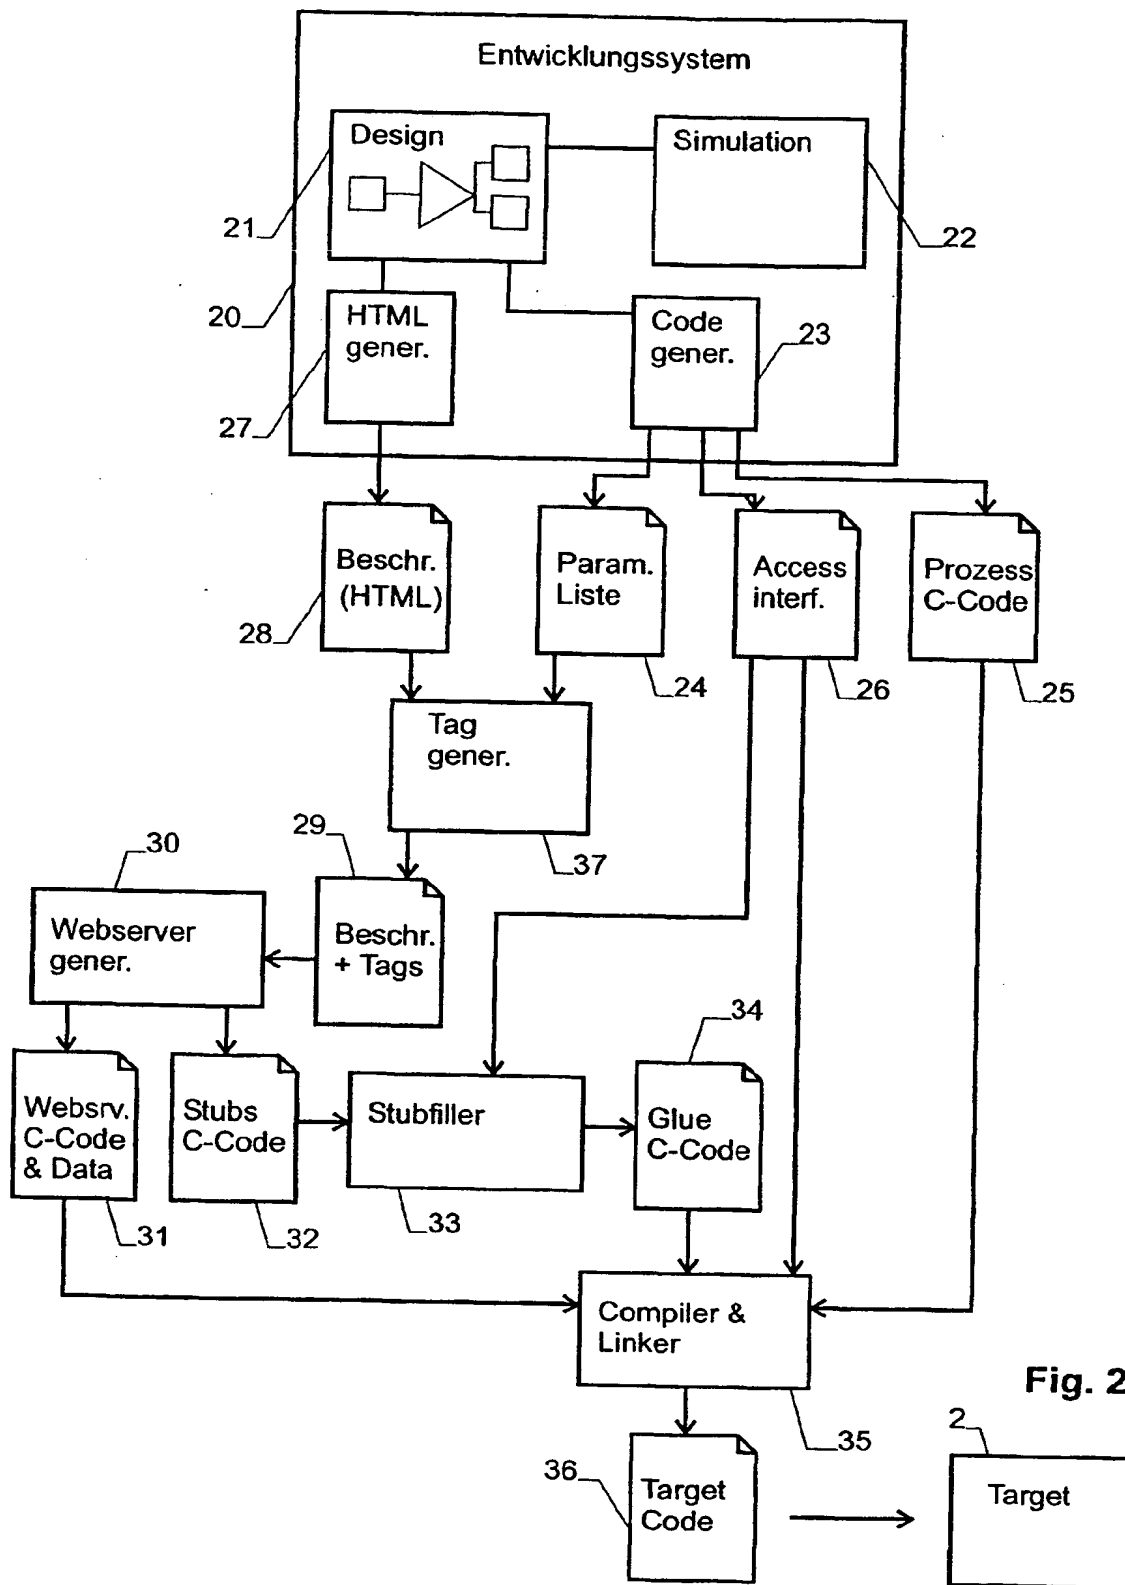 Entwicklungssystem
Design
Simulation
21
22
20
HTML
gener.
Code
gener.
23
27
Beschr.
(HTML)
Param.
Liste
Access
interf.
Prozess
C-Code
28
24
26
25
Tag
gener.
29
37
30
Webserver
gener.
Beschr.
+ Tags
34
Websrv.
C-Code
& Data
Stubs
C-Code
Stubfiller
Glue
C-Code
31
32
33
Compiler &
Linker
Fig. 2
35
2
36
Target
Code
Target